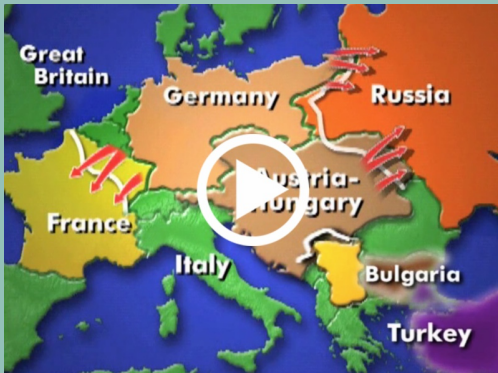 Great
Britain
Germany
Russia
Austria-
Hungary
France
Italy
Bulgaria
Turkey